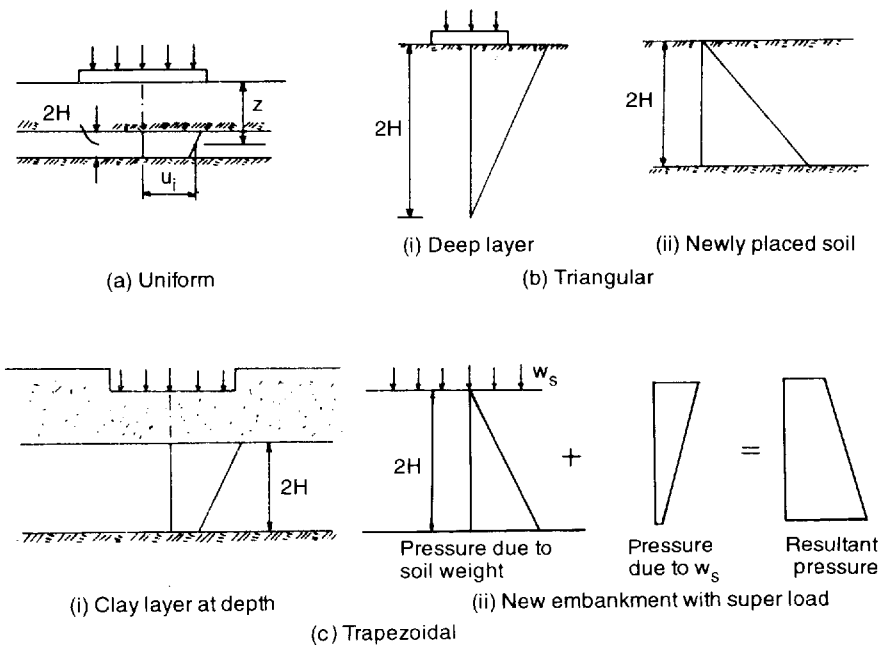 2H
z
u_i
(a) Uniform
2H
(i) Deep layer
2H
(ii) Newly placed soil
(b) Triangular
2H
(i) Clay layer at depth
w_s
2H
+
=
Pressure due to
soil weight
Pressure
due to w_s
Resultant
pressure
(ii) New embankment with super load
(c) Trapezoidal